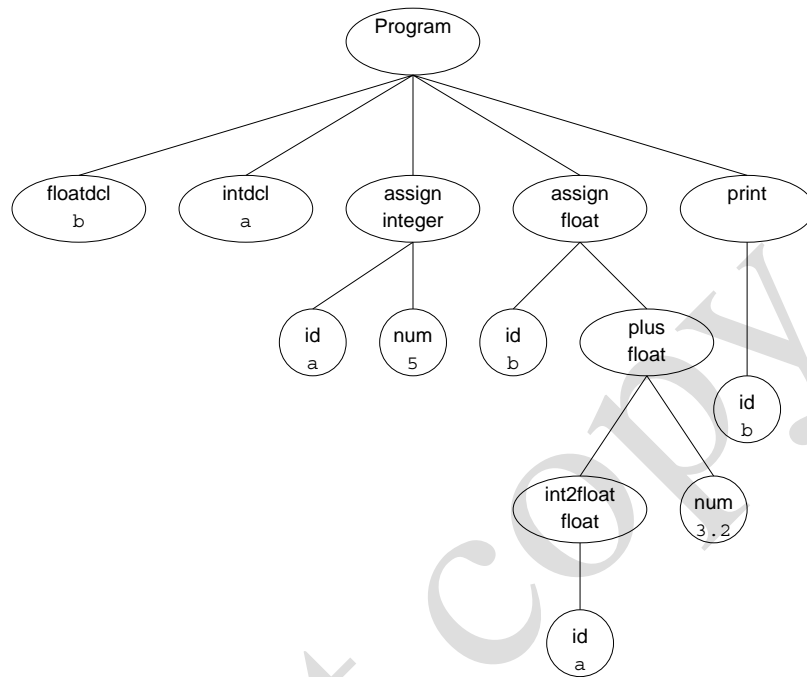 Program
floatdcl
b
intdcl
a
assign
integer
assign
float
print
id
a
num
5
id
b
plus
float
id
b
int2float
float
num
3.2
id
a
copy